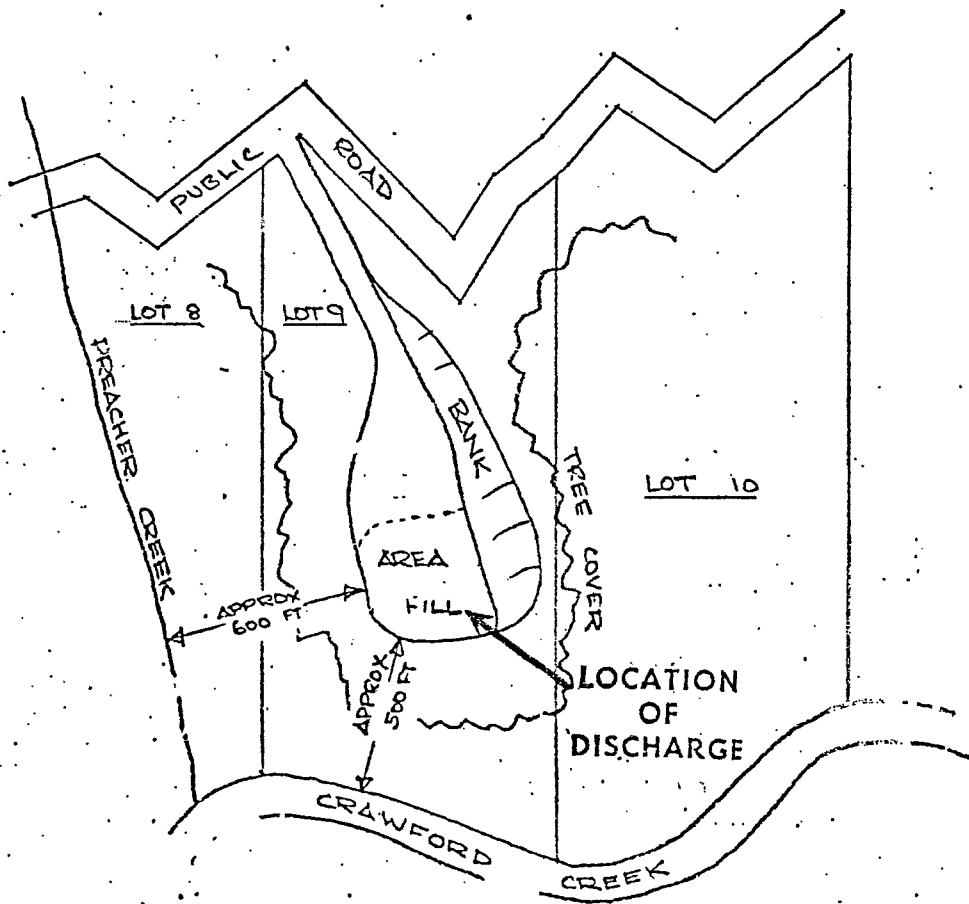 PUBLIC ROAD
LOT 8
LOT 9
PREACHER CREEK
BANK
TREE COVER
LOT 10
AREA
FILL
APPROX
600 FT
APPROX
500 FT
LOCATION
OF
DISCHARGE
CRAWFORD CREEK